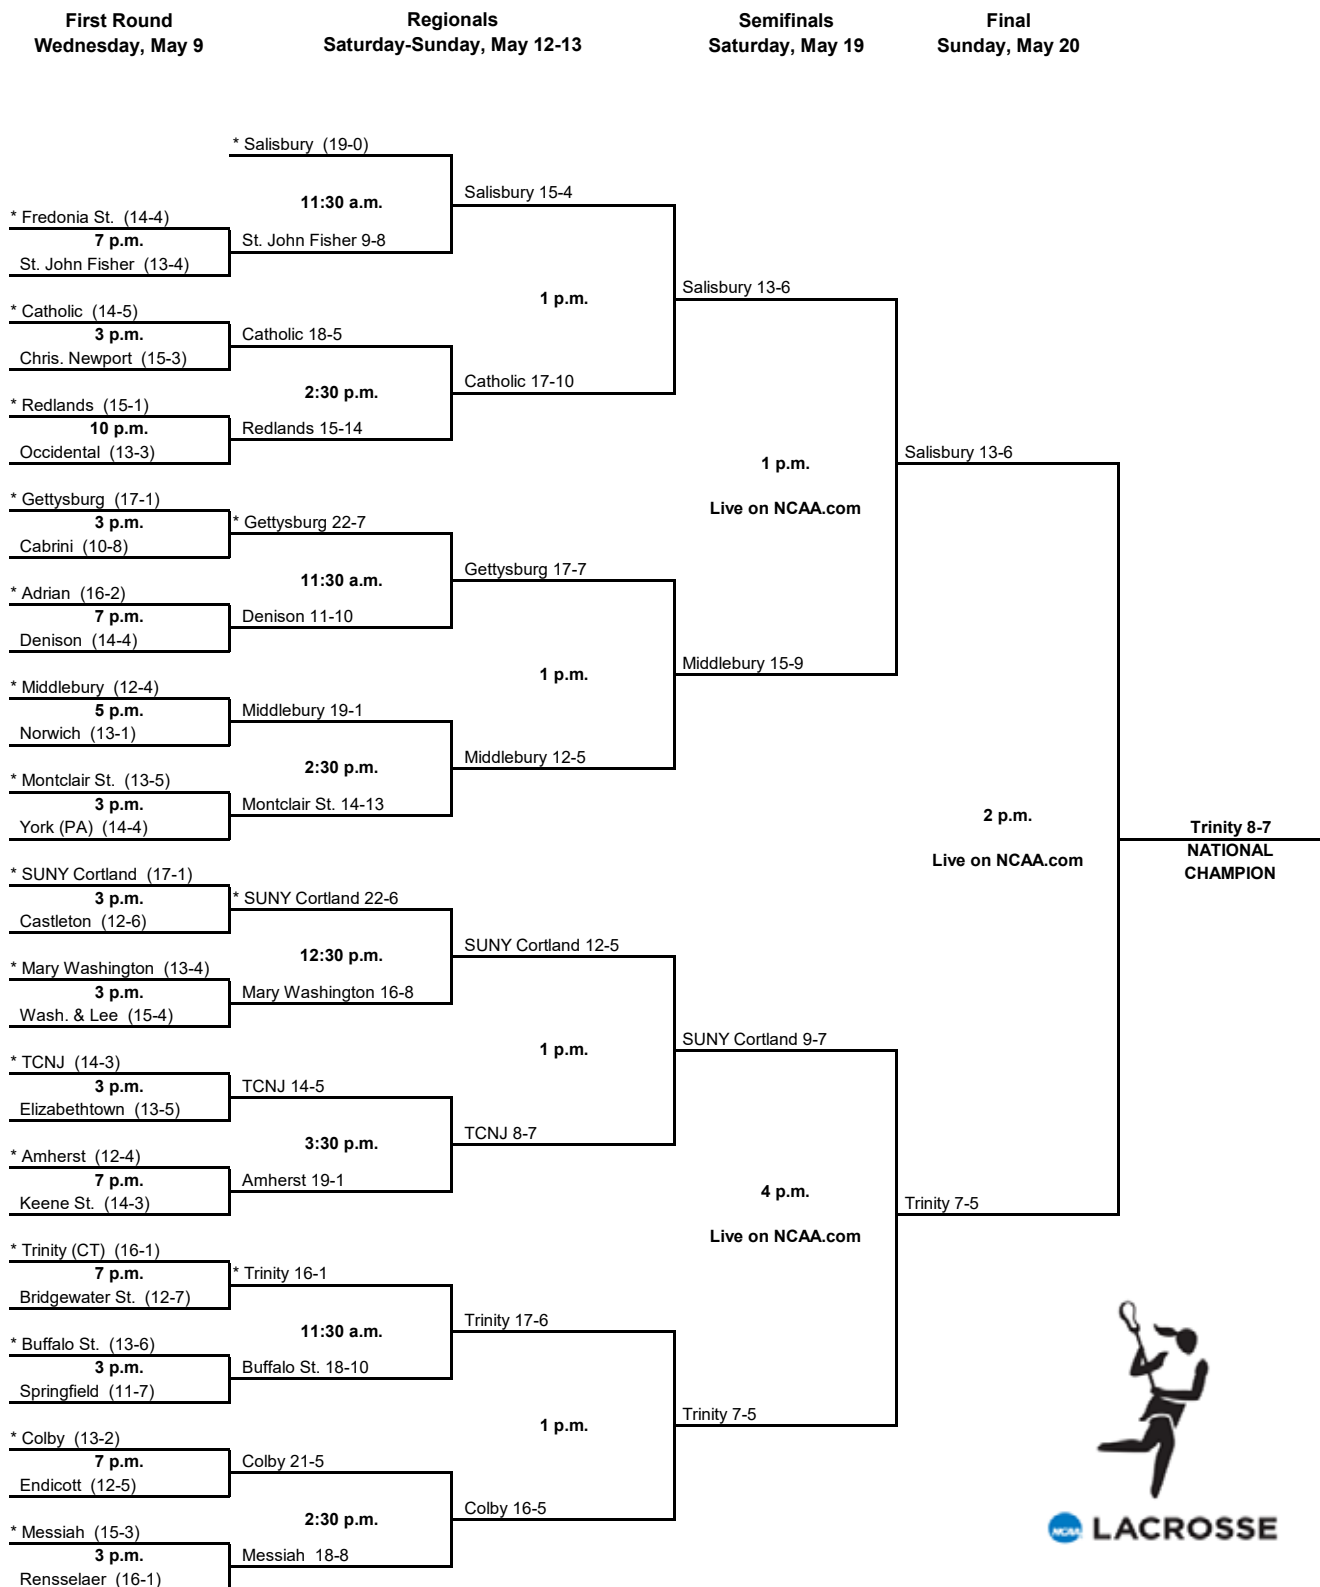 First Round
Wednesday, May 9
Regionals
Saturday-Sunday, May 12-13
Semifinals
Saturday, May 19
Final
Sunday, May 20
* Salisbury (19-0)
11:30 a.m.
Salisbury 15-4
* Fredonia St. (14-4)
7 p.m.
St. John Fisher (13-4)
St. John Fisher 9-8
1 p.m.
Salisbury 13-6
* Catholic (14-5)
3 p.m.
Chris. Newport (15-3)
Catholic 18-5
2:30 p.m.
Catholic 17-10
* Redlands (15-1)
10 p.m.
Occidental (13-3)
Redlands 15-14
1 p.m.
Live on NCAA.com
Salisbury 13-6
* Gettysburg (17-1)
3 p.m.
Cabrini (10-8)
* Gettysburg 22-7
11:30 a.m.
Gettysburg 17-7
* Adrian (16-2)
7 p.m.
Denison (14-4)
Denison 11-10
1 p.m.
Middlebury 15-9
* Middlebury (12-4)
5 p.m.
Norwich (13-1)
Middlebury 19-1
2:30 p.m.
Middlebury 12-5
* Montclair St. (13-5)
3 p.m.
York (PA) (14-4)
Montclair St. 14-13
2 p.m.
Live on NCAA.com
Trinity 8-7
NATIONAL
CHAMPION
* SUNY Cortland (17-1)
3 p.m.
Castleton (12-6)
* SUNY Cortland 22-6
12:30 p.m.
SUNY Cortland 12-5
* Mary Washington (13-4)
3 p.m.
Wash. & Lee (15-4)
Mary Washington 16-8
1 p.m.
SUNY Cortland 9-7
* TCNJ (14-3)
3 p.m.
Elizabethtown (13-5)
TCNJ 14-5
3:30 p.m.
TCNJ 8-7
* Amherst (12-4)
7 p.m.
Keene St. (14-3)
Amherst 19-1
4 p.m.
Live on NCAA.com
Trinity 7-5
* Trinity (CT) (16-1)
7 p.m.
Bridgewater St. (12-7)
* Trinity 16-1
11:30 a.m.
Trinity 17-6
* Buffalo St. (13-6)
3 p.m.
Springfield (11-7)
Buffalo St. 18-10
1 p.m.
Trinity 7-5
* Colby (13-2)
7 p.m.
Endicott (12-5)
Colby 21-5
2:30 p.m.
Colby 16-5
* Messiah (15-3)
3 p.m.
Rensselaer (16-1)
Messiah 18-8
NCAA LACROSSE